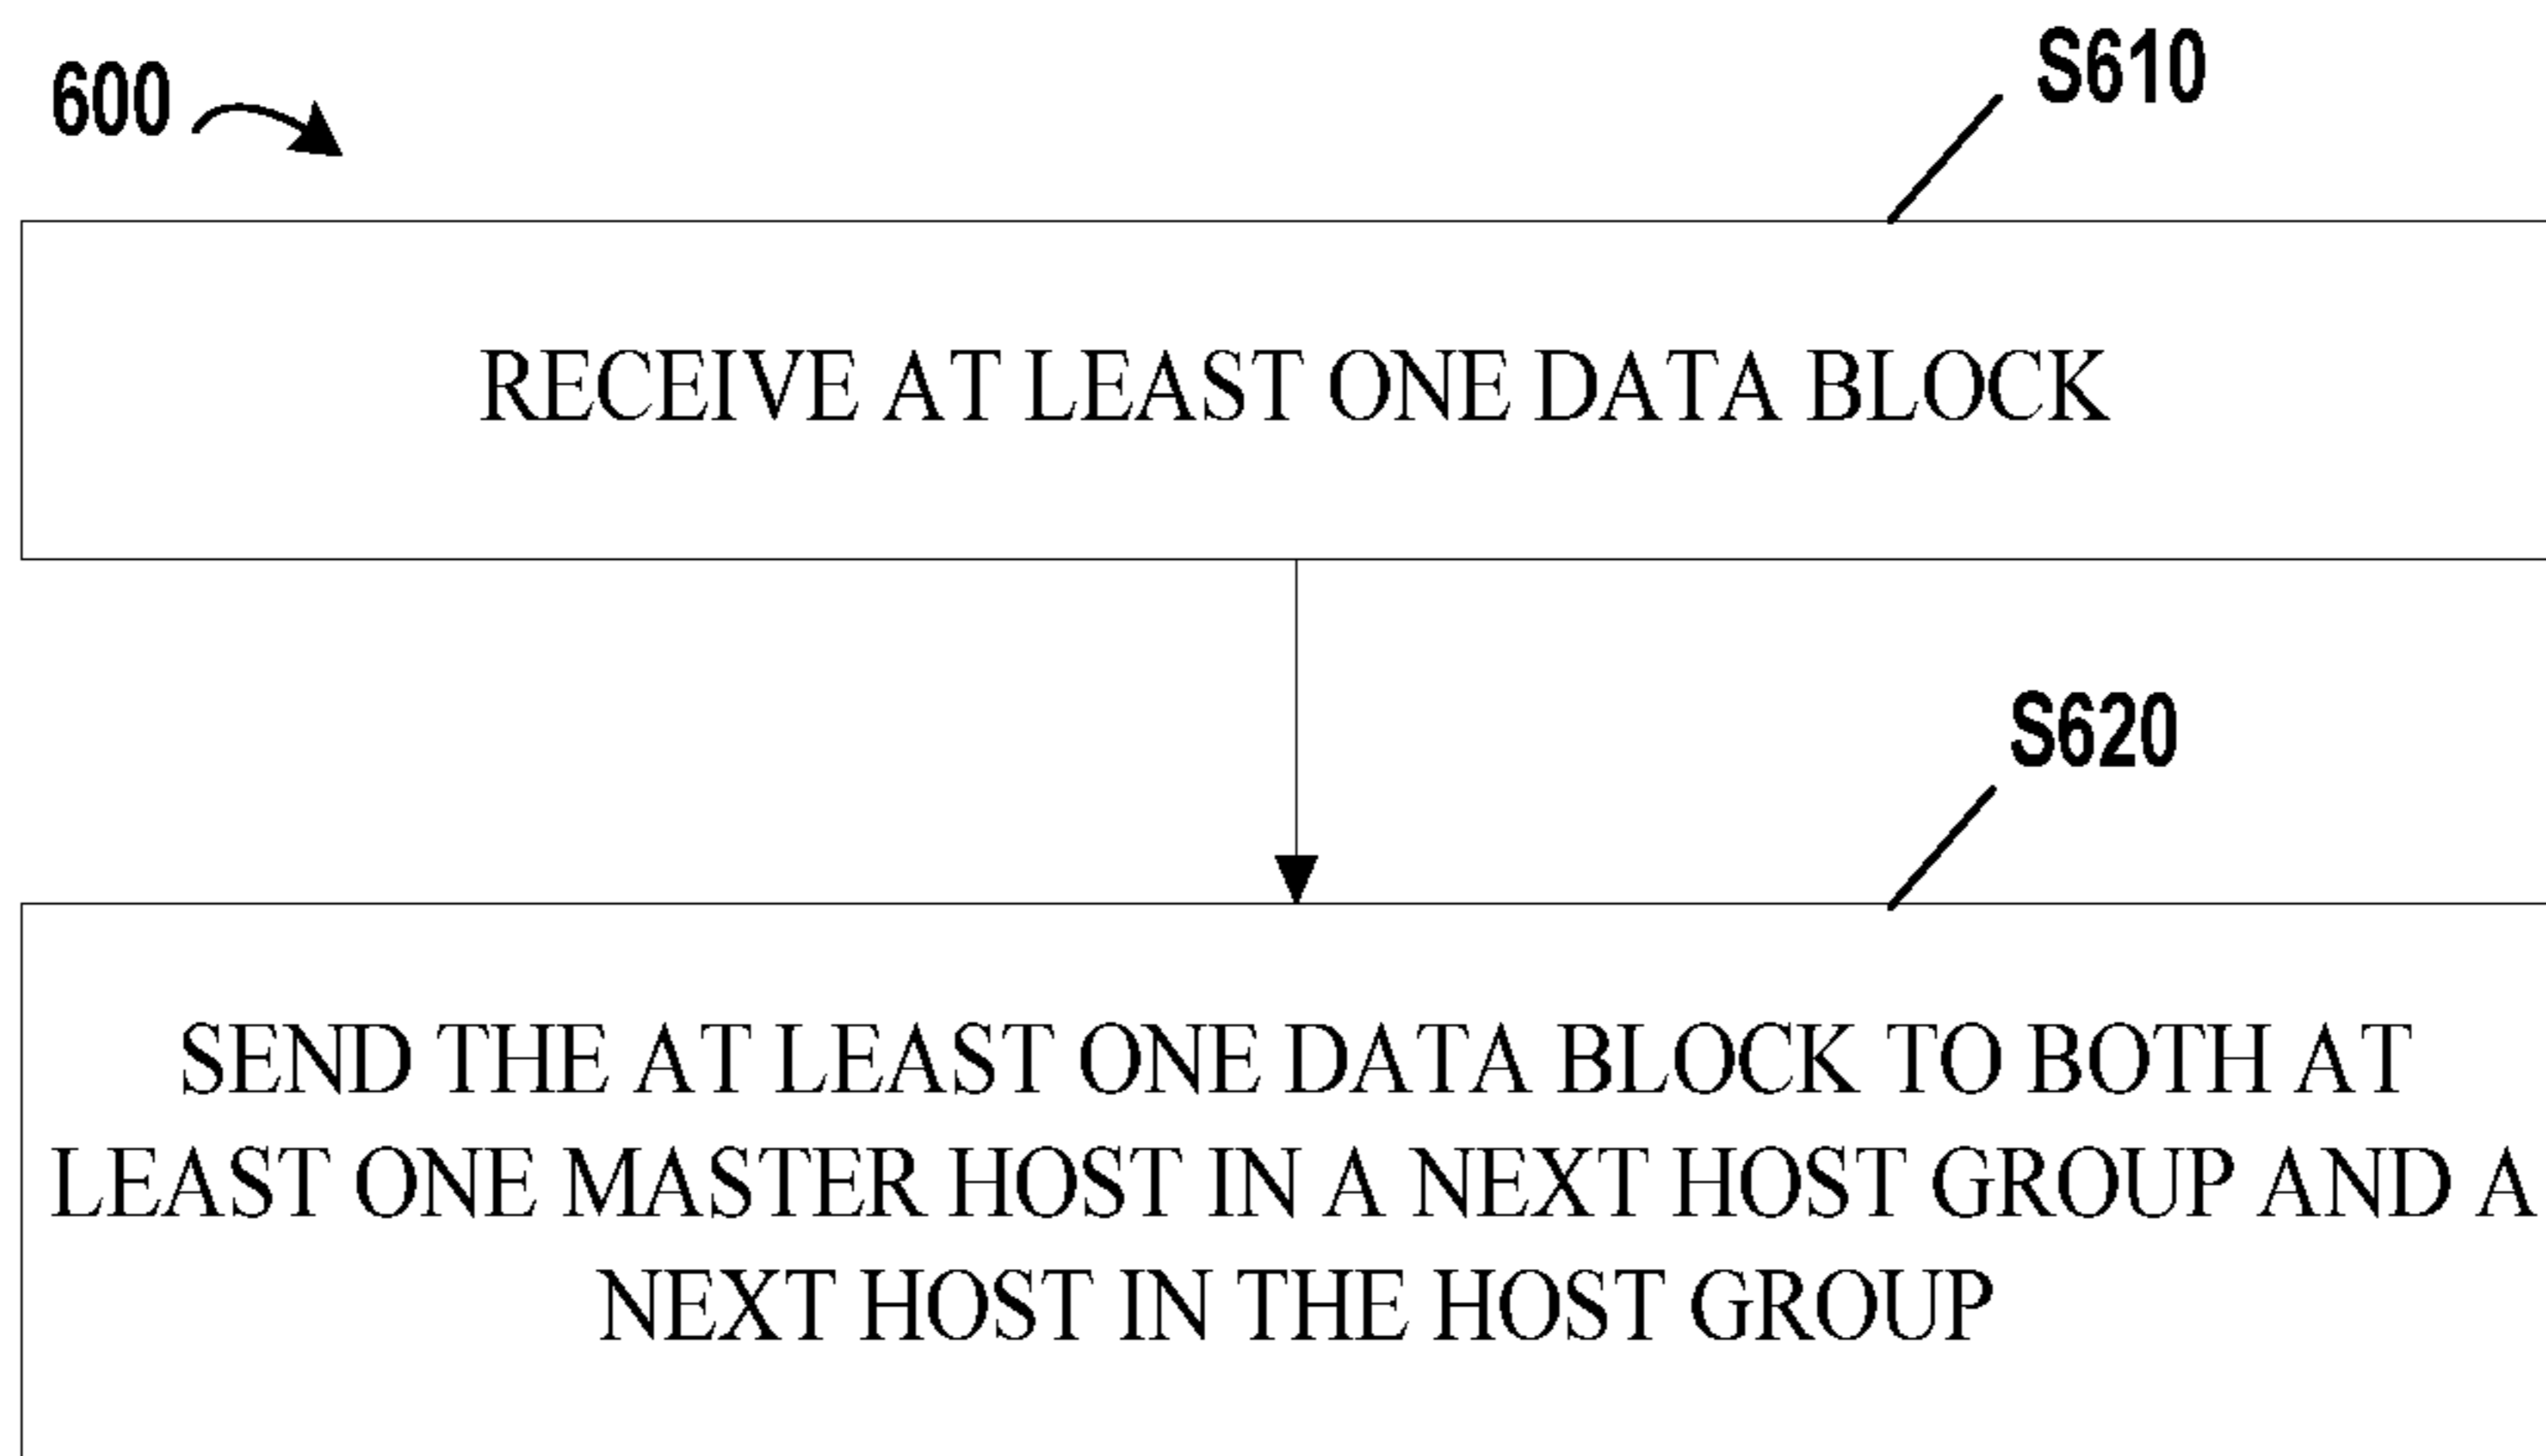 600
S610
RECEIVE AT LEAST ONE DATA BLOCK
S620
SEND THE AT LEAST ONE DATA BLOCK TO BOTH AT
LEAST ONE MASTER HOST IN A NEXT HOST GROUP AND A
NEXT HOST IN THE HOST GROUP